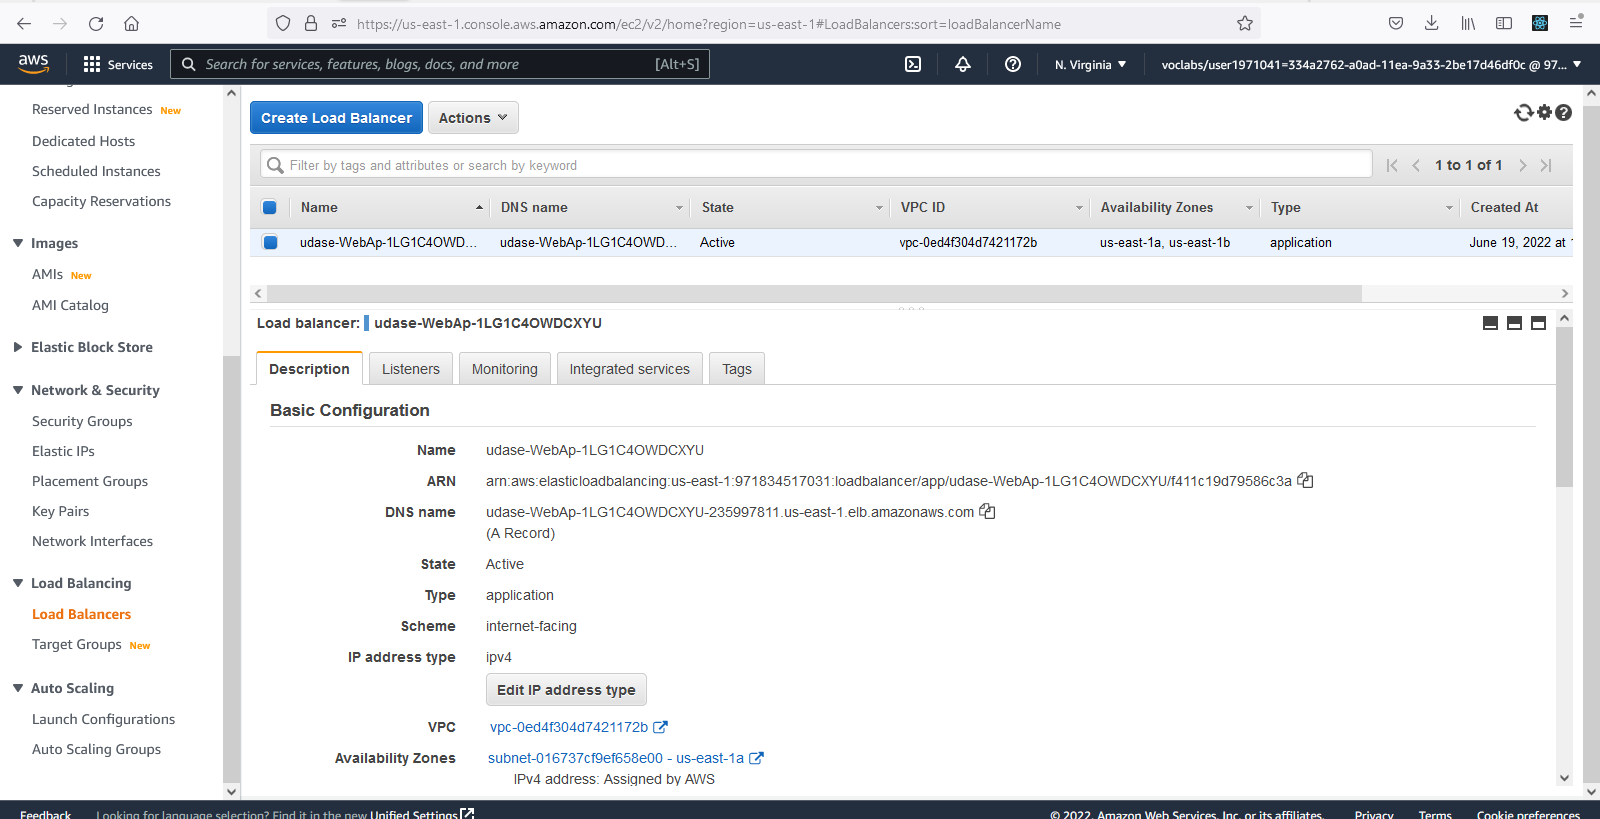 https://us-east-1.console.aws.amazon.com/ec2/v2/home?region=us-east-1#LoadBalancers:sort=loadBalancerName
aws
Services
Search for services, features, blogs, docs, and more [Alt+S]
N. Virginia
voclabs/user1971041=334a2762-a0ad-11ea-9a33-2be17d46df0c @ 97...
Reserved Instances New
Dedicated Hosts
Scheduled Instances
Capacity Reservations
Images
AMIs New
AMI Catalog
Elastic Block Store
Network & Security
Security Groups
Elastic IPs
Placement Groups
Key Pairs
Network Interfaces
Load Balancing
Load Balancers
Target Groups New
Auto Scaling
Launch Configurations
Auto Scaling Groups
Create Load Balancer Actions
Filter by tags and attributes or search by keyword 1 to 1 of 1
Name DNS name State VPC ID Availability Zones Type Created At
udase-WebAp-1LG1C4OWD... udase-WebAp-1LG1C4OWD... Active vpc-0ed4f304d7421172b us-east-1a, us-east-1b application June 19, 2022 at
Load balancer: udase-WebAp-1LG1C4OWDCXYU
Description Listeners Monitoring Integrated services Tags
Basic Configuration
Name udase-WebAp-1LG1C4OWDCXYU
ARN arn:aws:elasticloadbalancing:us-east-1:971834517031:loadbalancer/app/udase-WebAp-1LG1C4OWDCXYU/f411c19d79586c3a
DNS name udase-WebAp-1LG1C4OWDCXYU-235997811.us-east-1.elb.amazonaws.com
(A Record)
State Active
Type application
Scheme internet-facing
IP address type ipv4
Edit IP address type
VPC vpc-0ed4f304d7421172b
Availability Zones subnet-016737cf9ef658e00 - us-east-1a
IPv4 address: Assigned by AWS
Feedback Looking for language selection? Find it in the new Unified Settings © 2022, Amazon Web Services, Inc. or its affiliates. Privacy Terms Cookie preferences